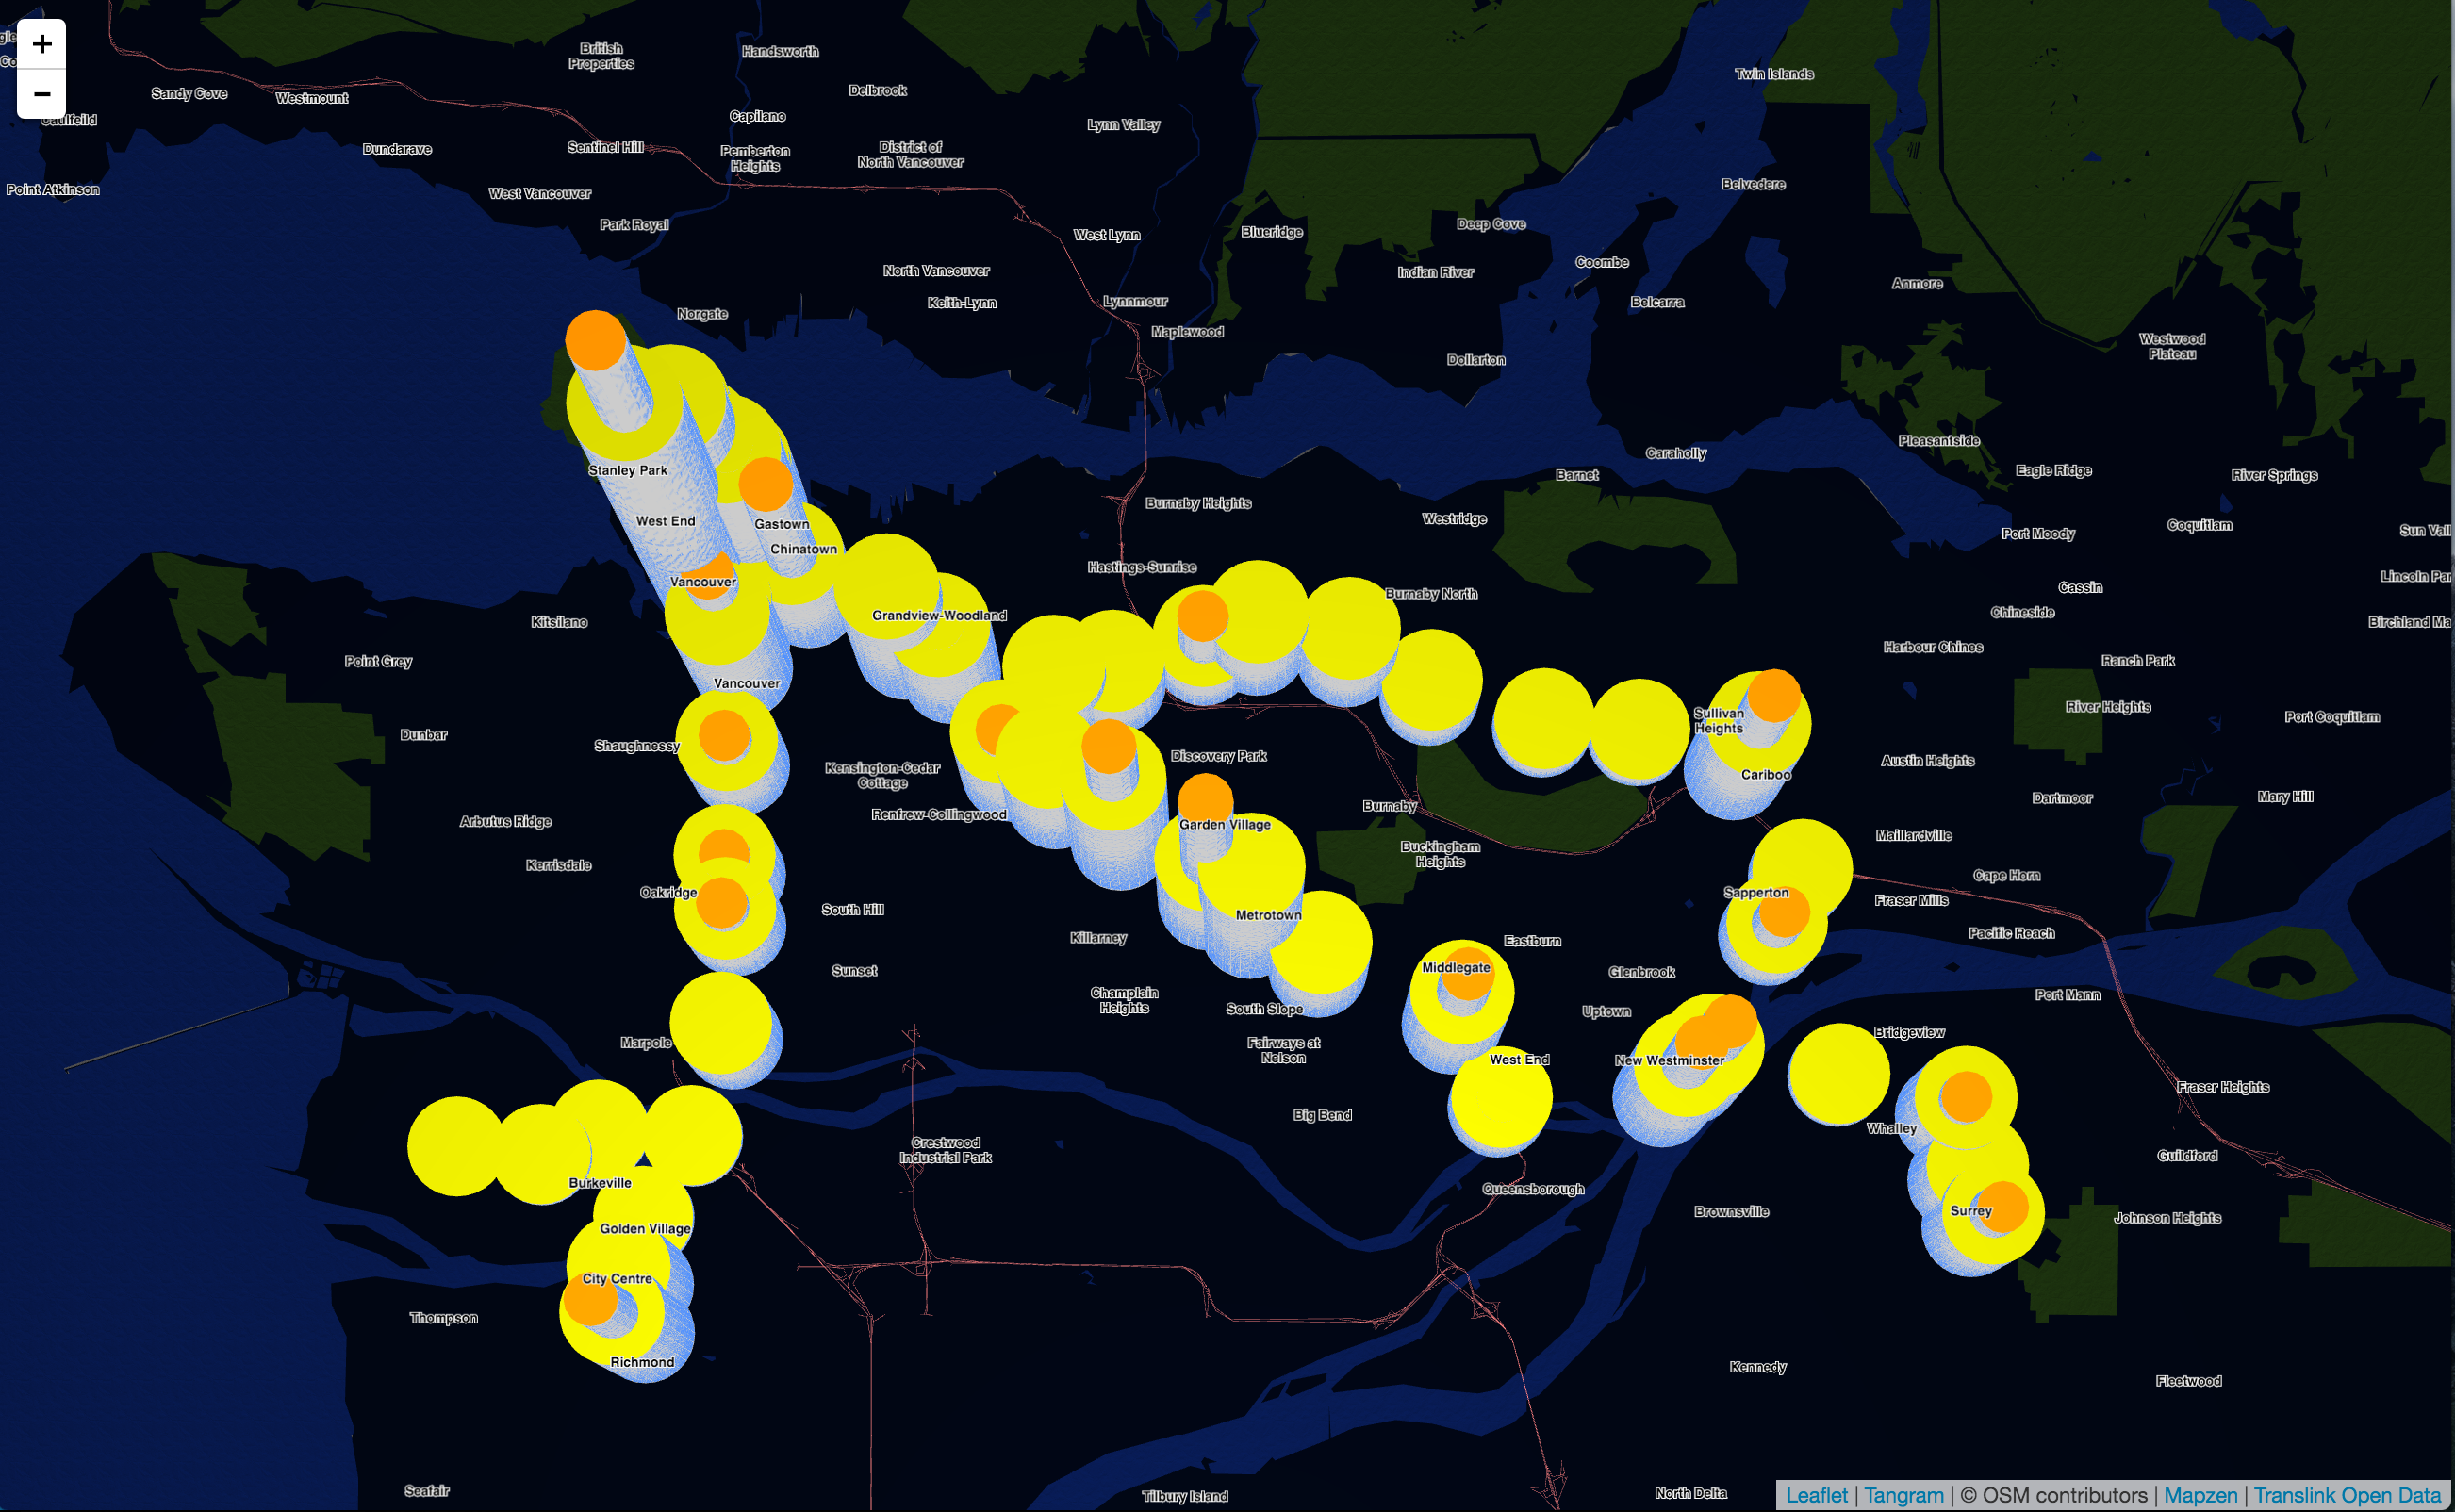 +
−
British
Properties
Handsworth
Twin Islands
Delbrook
Sandy Cove
Westmount
Capilano
Caulfeild
Lynn Valley
Dundarave
Sentinel Hill
Pemberton
Heights
District of
North Vancouver
Point Atkinson
West Vancouver
Belvedere
Park Royal
West Lynn
Blueridge
Deep Cove
North Vancouver
Indian River
Coombe
Anmore
Keith-Lynn
Lynnmour
Belcarra
Norgate
Maplewood
Westwood
Plateau
Dollarton
Pleasantside
Caraholly
Stanley Park
Barnet
Eagle Ridge
River Springs
Burnaby Heights
West End
Gastown
Westridge
Port Moody
Coquitlam
Sun Vall
Chinatown
Hastings-Sunrise
Vancouver
Burnaby North
Cassin
Lincoln Par
Kitsilano
Grandview-Woodland
Chineside
Birchland Ma
Point Grey
Harbour Chines
Ranch Park
Vancouver
River Heights
Dunbar
Shaughnessy
Sullivan
Heights
Port Coquitlam
Discovery Park
Austin Heights
Kensington-Cedar
Cottage
Cariboo
Dartmoor
Mary Hill
Burnaby
Arbutus Ridge
Renfrew-Collingwood
Garden Village
Maillardville
Kerrisdale
Buckingham
Heights
Cape Horn
Oakridge
South Hill
Metrotown
Sapperton
Fraser Mills
Killarney
Eastburn
Pacific Reach
Sunset
Middlegate
Glenbrook
Champlain
Heights
South Slope
Uptown
Port Mann
Marpole
Fairways at
Nelson
West End
New Westminster
Bridgeview
Big Bend
Fraser Heights
Whalley
Crestwood
Industrial Park
Guildford
Burkeville
Queensborough
Golden Village
Brownsville
Surrey
Johnson Heights
City Centre
Thompson
Richmond
Kennedy
Fleetwood
Seafair
Tilbury Island
North Delta
Leaflet | Tangram | © OSM contributors | Mapzen | Translink Open Data